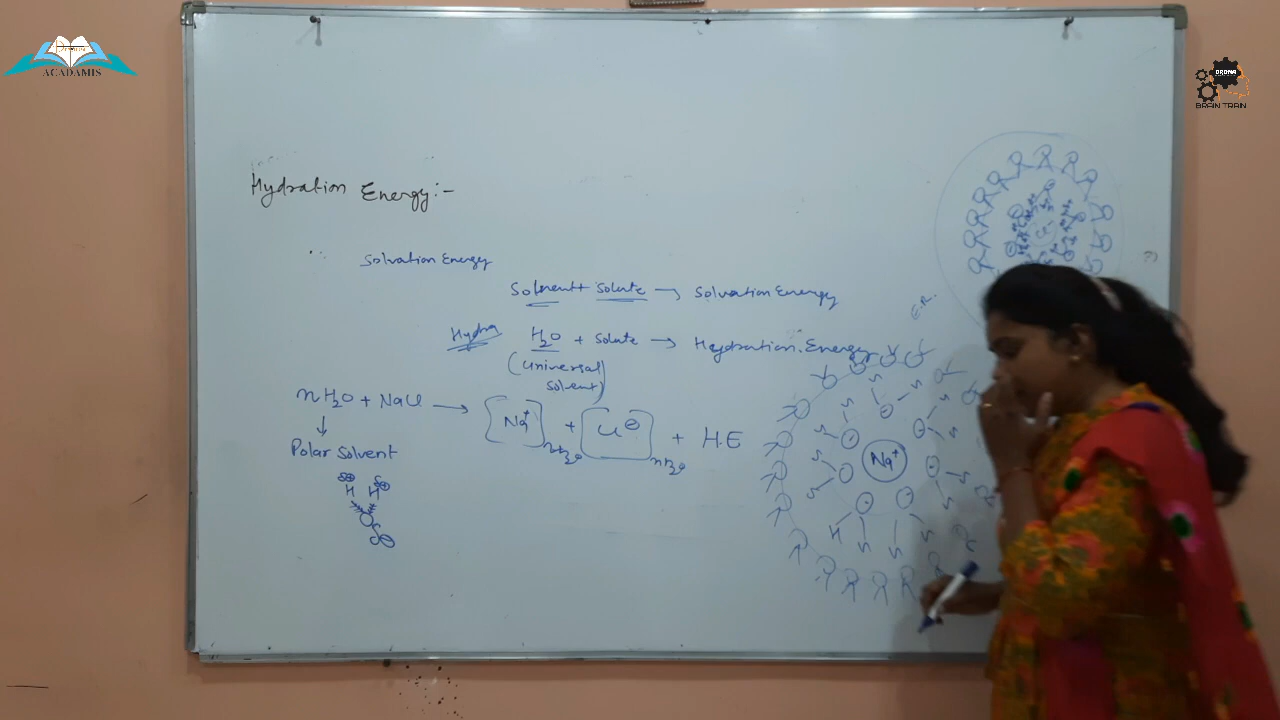 ACADAMIS
DRONA
BRAIN TRAIN
Hydration Energy:-
Solvation Energy
Solvent + Solute → Solvation Energy
Hydra H2O + Solute → Hydration Energy
(Universal
Solvent)
E.R.
nH2O + NaCl → [Na+]nH2O + [Cl⊖]nH2O + H.E
Polar Solvent
δ⊕ δ⊕
H H
O
δ⊖
Na+
H